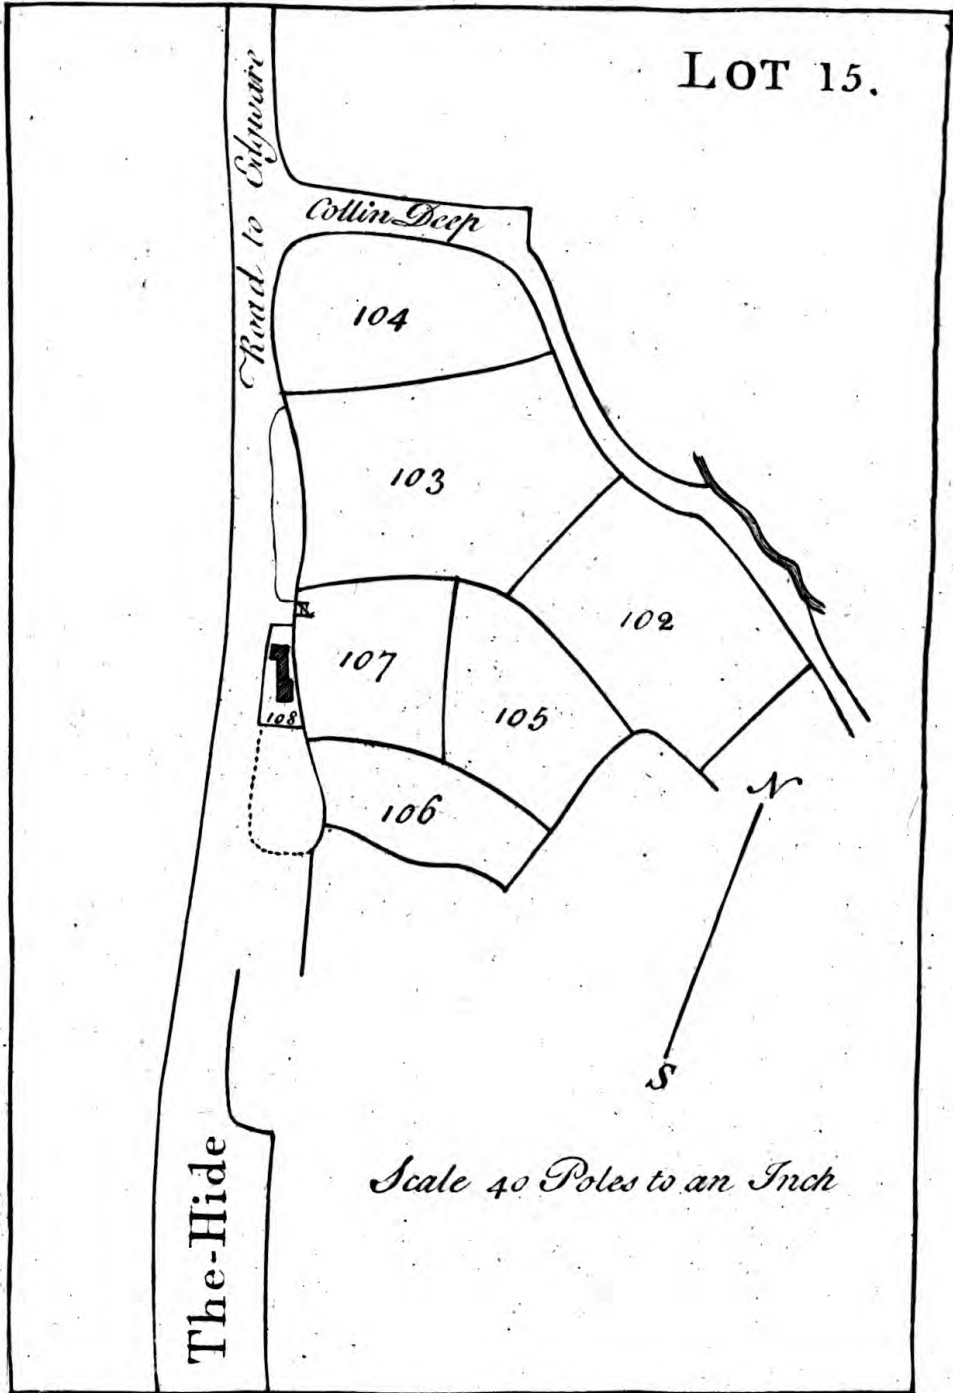 LOT 15.
Road to Edgware
Collin Deep
104
103
102
107
105
108
106
N
S
Scale 40 Poles to an Inch
The-Hide